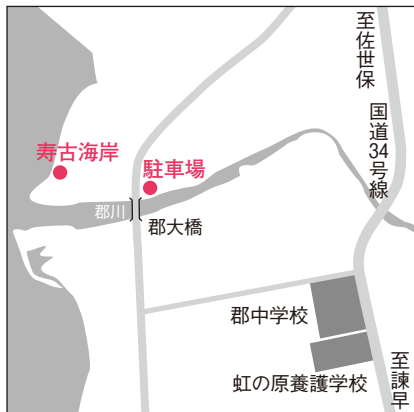 至佐世保
国道34号線
寿古海岸
駐車場
郡川
郡大橋
郡中学校
虹の原養護学校
至諫早